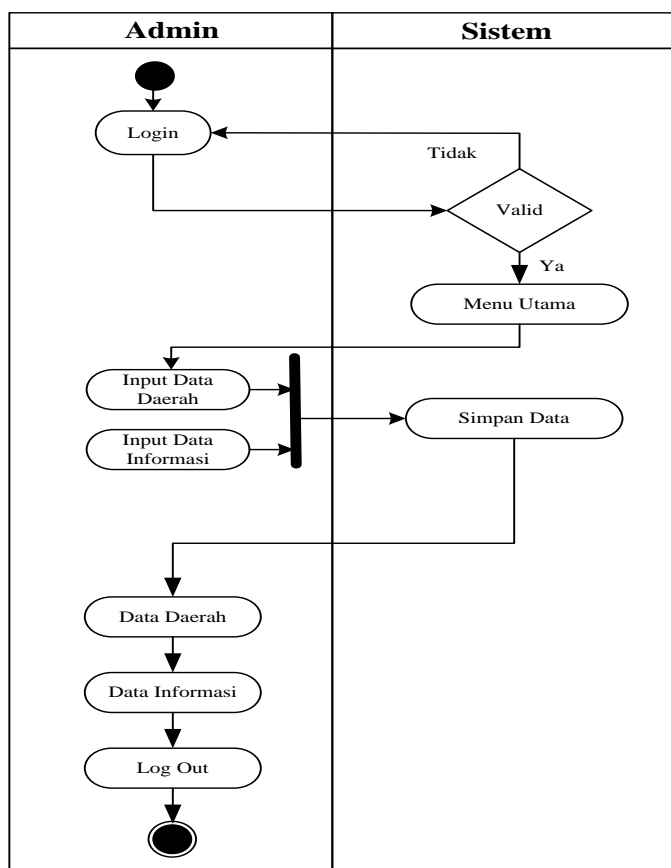 Admin
Sistem
Login
Tidak
Valid
Ya
Menu Utama
Input Data
Daerah
Input Data
Informasi
Simpan Data
Data Daerah
Data Informasi
Log Out